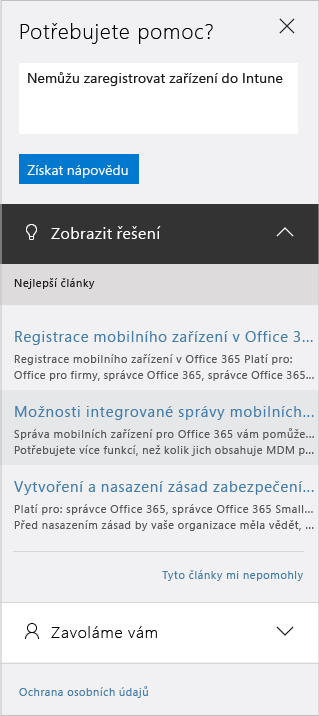 Potřebujete pomoc?
Nemůžu zaregistrovat zařízení do Intune
Získat nápovědu
Zobrazit řešení
Nejlepší články
Registrace mobilního zařízení v Office 3...
Registrace mobilního zařízení v Office 365 Platí pro:
Office pro firmy, správce Office 365, správce Office 365...
Možnosti integrované správy mobilních...
Správa mobilních zařízení pro Office 365 vám pomůže...
Potřebujete více funkcí, než kolik jich obsahuje MDM p...
Vytvoření a nasazení zásad zabezpečení...
Platí pro: správce Office 365, správce Office 365 Small...
Před nasazením zásad by vaše organizace měla vědět, ...
Tyto články mi nepomohly
Zavoláme vám
Ochrana osobních údajů